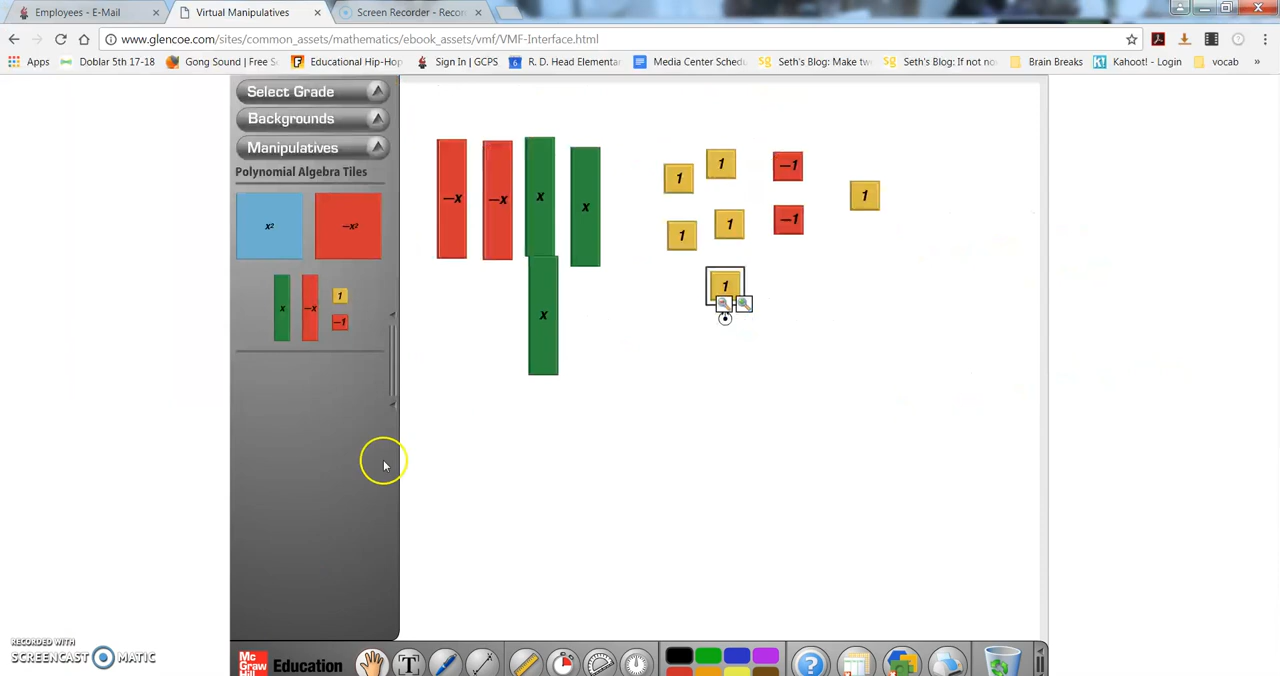 Employees - E-Mail
Virtual Manipulatives
Screen Recorder - Recor
www.glencoe.com/sites/common_assets/mathematics/ebook_assets/vmf/VMF-Interface.html
Apps
Doblar 5th 17-18
Gong Sound | Free S
Educational Hip-Hop
Sign In | GCPS
R. D. Head Elementar
Media Center Schedu
Seth's Blog: Make tw
Seth's Blog: If not no
Brain Breaks
Kahoot! - Login
vocab
»
Select Grade
Backgrounds
Manipulatives
Polynomial Algebra Tiles
x²
−x²
x
−x
1
−1
−x
−x
x
x
x
1
1
−1
1
1
1
−1
1
RECORDED WITH
SCREENCAST MATIC
Mc Graw Hill Education
T
?